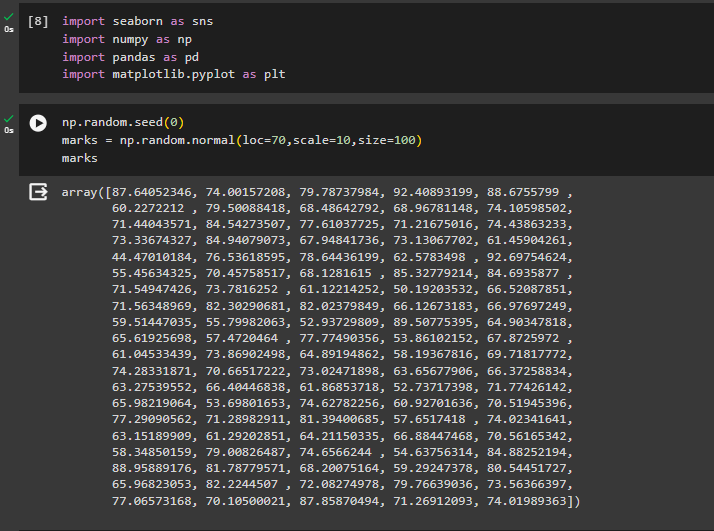 [8] import seaborn as sns
0s
import numpy as np
import pandas as pd
import matplotlib.pyplot as plt
np.random.seed(0)
0s
marks = np.random.normal(loc=70,scale=10,size=100)
marks
array([87.64052346, 74.00157208, 79.78737984, 92.40893199, 88.6755799 ,
60.2272212 , 79.50088418, 68.48642792, 68.96781148, 74.10598502,
71.44043571, 84.54273507, 77.61037725, 71.21675016, 74.43863233,
73.33674327, 84.94079073, 67.94841736, 73.13067702, 61.45904261,
44.47010184, 76.53618595, 78.64436199, 62.5783498 , 92.69754624,
55.45634325, 70.45758517, 68.1281615 , 85.32779214, 84.6935877 ,
71.54947426, 73.7816252 , 61.12214252, 50.19203532, 66.52087851,
71.56348969, 82.30290681, 82.02379849, 66.12673183, 66.97697249,
59.51447035, 55.79982063, 52.93729809, 89.50775395, 64.90347818,
65.61925698, 57.4720464 , 77.77490356, 53.86102152, 67.8725972 ,
61.04533439, 73.86902498, 64.89194862, 58.19367816, 69.71817772,
74.28331871, 70.66517222, 73.02471898, 63.65677906, 66.37258834,
63.27539552, 66.40446838, 61.86853718, 52.73717398, 71.77426142,
65.98219064, 53.69801653, 74.62782256, 60.92701636, 70.51945396,
77.29090562, 71.28982911, 81.39400685, 57.6517418 , 74.02341641,
63.15189909, 61.29202851, 64.21150335, 66.88447468, 70.56165342,
58.34850159, 79.00826487, 74.6566244 , 54.63756314, 84.88252194,
88.95889176, 81.78779571, 68.20075164, 59.29247378, 80.54451727,
65.96823053, 82.2244507 , 72.08274978, 79.76639036, 73.56366397,
77.06573168, 70.10500021, 87.85870494, 71.26912093, 74.01989363])